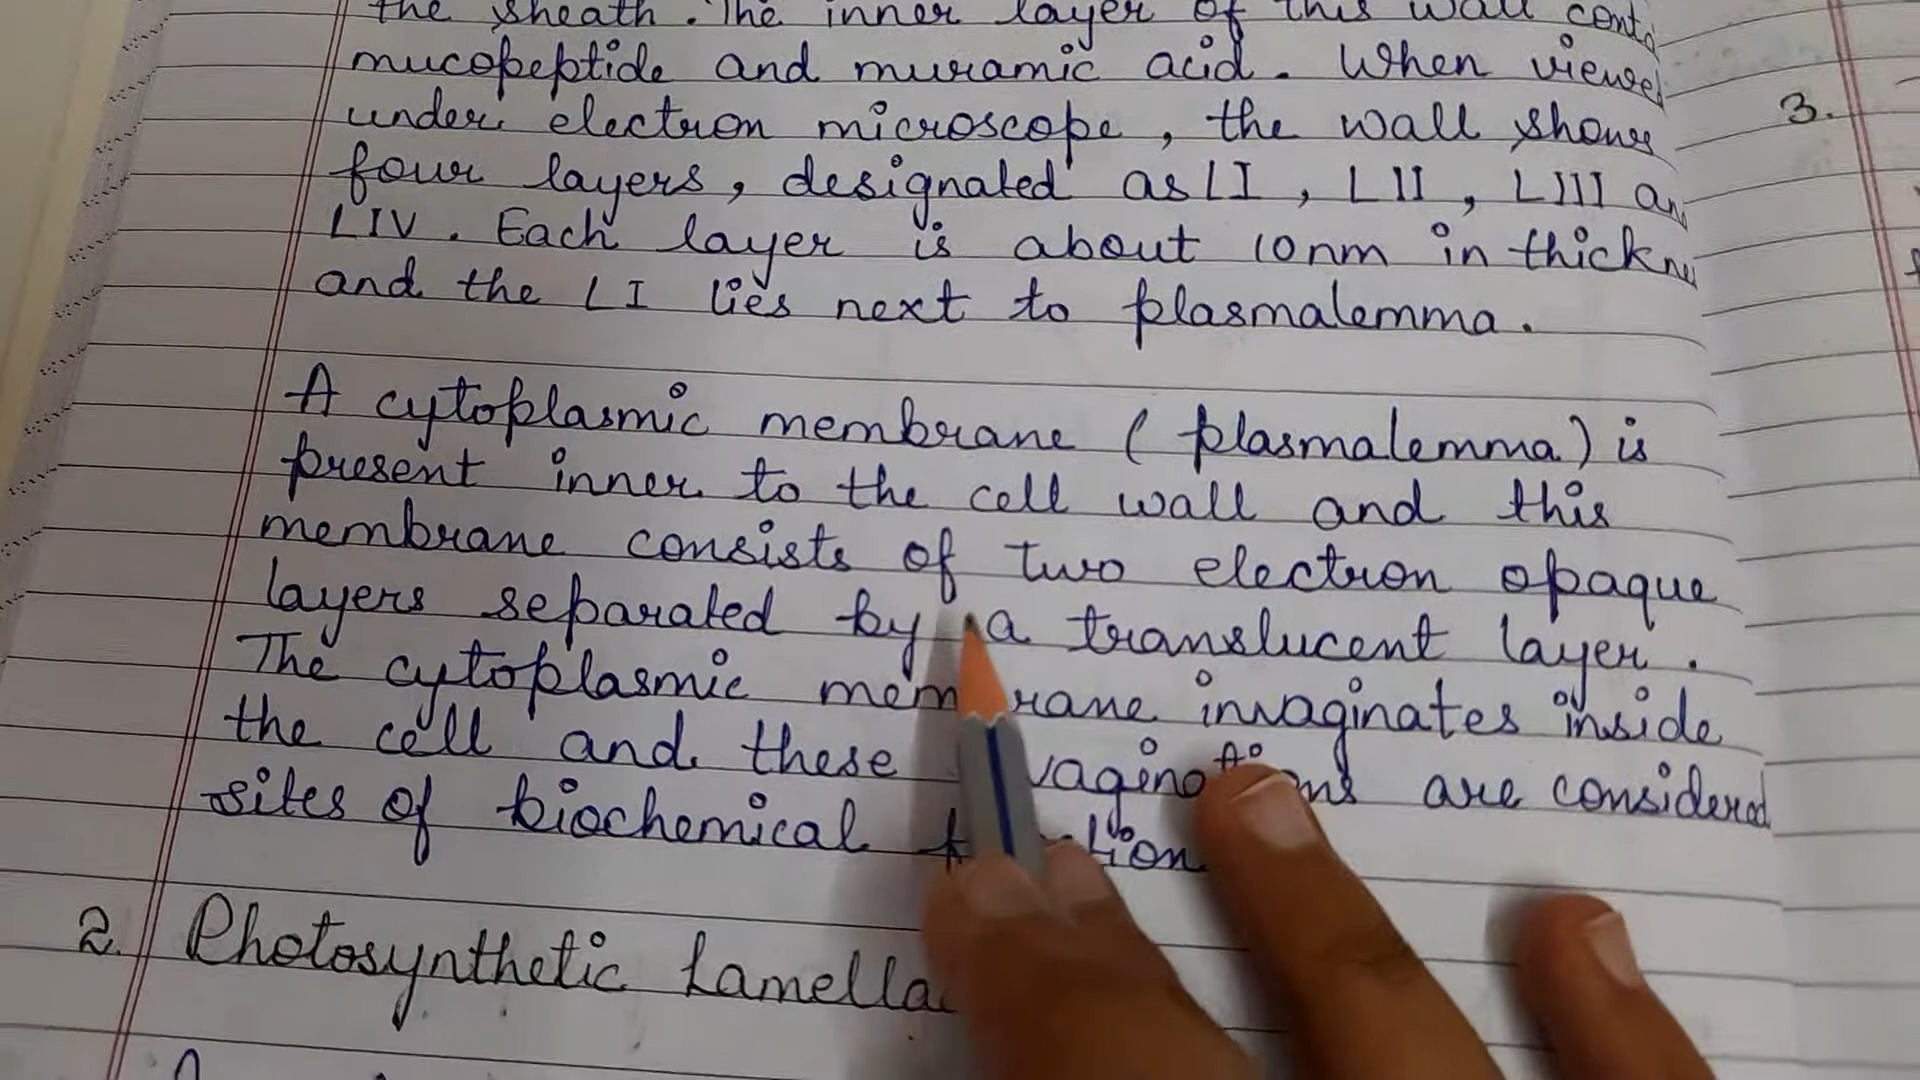 the sheath. The inner layer of this wall conta
mucopeptide and muramic acid. When viewed
under electron microscope, the wall shows
four layers, designated as LI, LII, LIII an
LIV. Each layer is about 10nm in thickne
and the LI lies next to plasmalemma.
A cytoplasmic membrane (plasmalemma) is
present inner to the cell wall and this
membrane consists of two electron opaque
layers separated by a translucent layer.
The cytoplasmic mem rane invaginates inside
the cell and these vaginations are considered
sites of biochemical
2. Photosynthetic Lamellae
3.